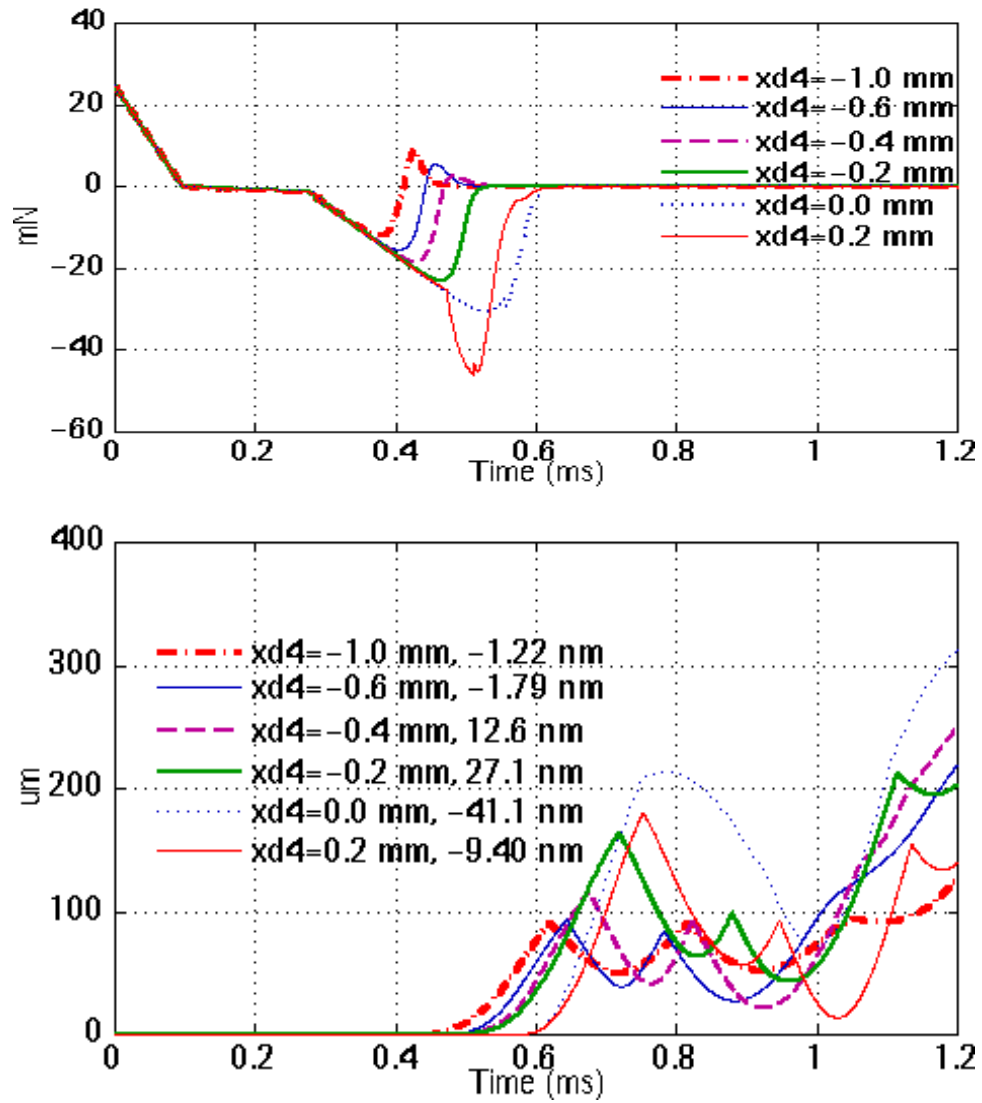 40
20
0
−20
−40
−60
mN
xd4=−1.0 mm
xd4=−0.6 mm
xd4=−0.4 mm
xd4=−0.2 mm
xd4=0.0 mm
xd4=0.2 mm
0 0.2 0.4 0.6 0.8 1 1.2
Time (ms)
400
300
200
100
0
um
xd4=−1.0 mm, −1.22 nm
xd4=−0.6 mm, −1.79 nm
xd4=−0.4 mm, 12.6 nm
xd4=−0.2 mm, 27.1 nm
xd4=0.0 mm, −41.1 nm
xd4=0.2 mm, −9.40 nm
0 0.2 0.4 0.6 0.8 1 1.2
Time (ms)